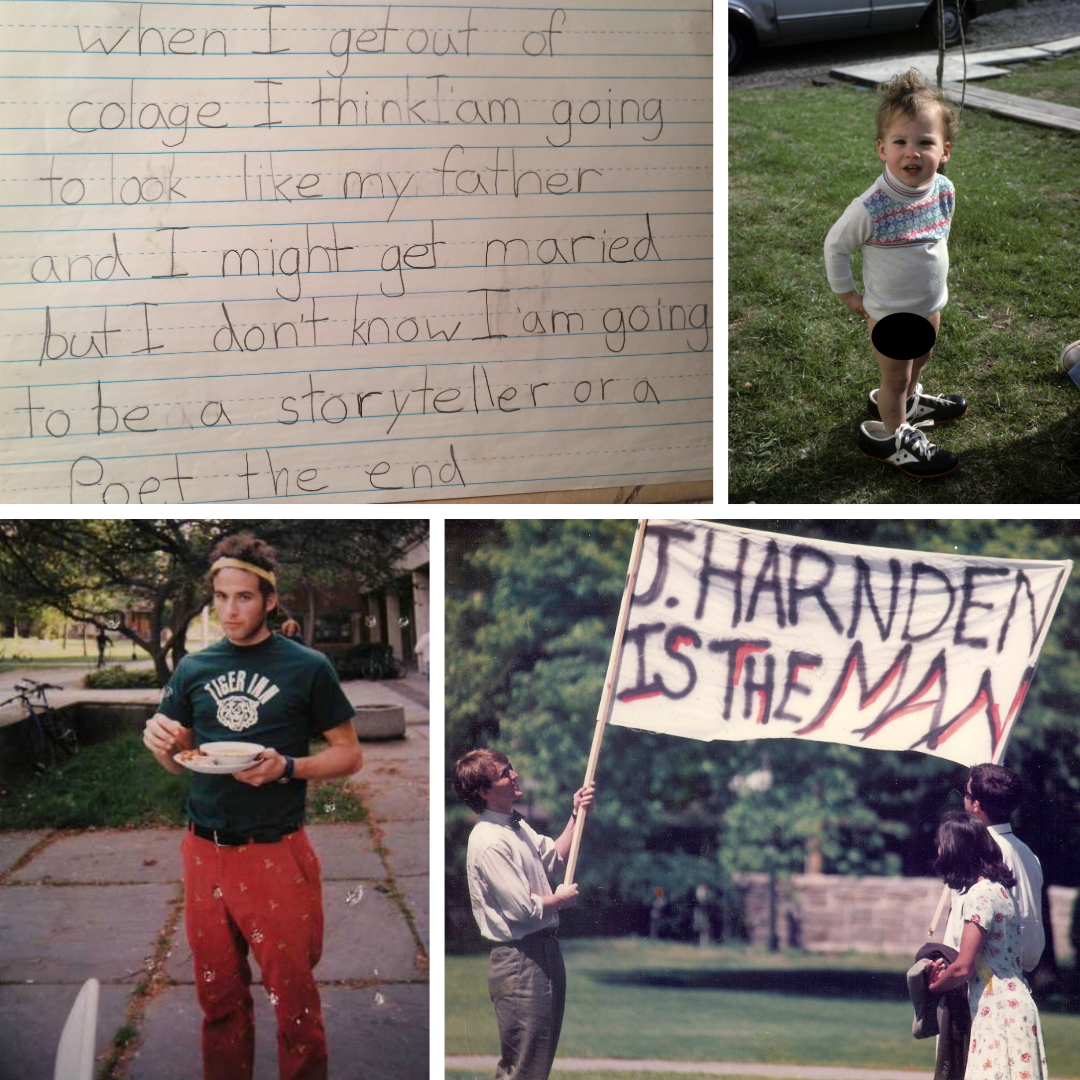 when I get out of
colage I think I'am going
to look like my father
and I might get maried
but I don't know I'am going
to be a storyteller or a
Poet the end
TIGER INN
J. HARNDEN
IS THE MAN